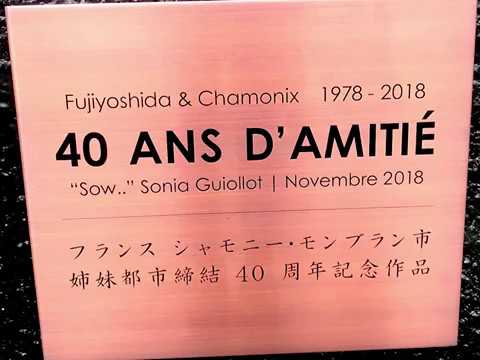 Fujiyoshida & Chamonix 1978 - 2018
40 ANS D'AMITIÉ
“Sow..” Sonia Guiollot | Novembre 2018
フランス シャモニー・モンブラン市
姉妹都市締結 40 周年記念作品